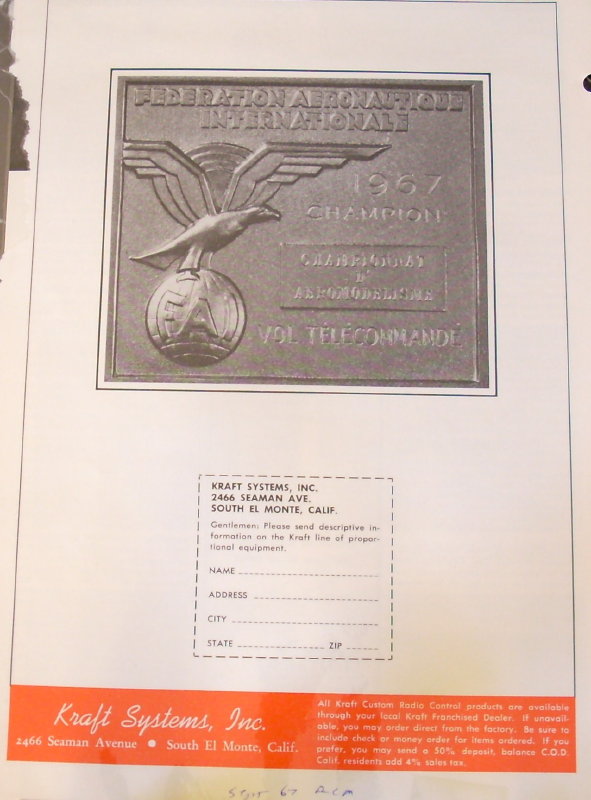 FEDERATION AERONAUTIQUE
INTERNATIONALE
1967
CHAMPION
CHAMPIONNAT
D'
AEROMODELISME
FAI
VOL TÉLÉCOMMANDÉ
KRAFT SYSTEMS, INC.
2466 SEAMAN AVE.
SOUTH EL MONTE, CALIF.
Gentlemen: Please send descriptive in-
formation on the Kraft line of propor-
tional equipment.
NAME
ADDRESS
CITY
STATE ZIP
Kraft Systems, Inc.
2466 Seaman Avenue • South El Monte, Calif.
All Kraft Custom Radio Control products are available
through your local Kraft Franchised Dealer. If unavail-
able, you may order direct from the factory. Be sure to
include check or money order for items ordered. If you
prefer, you may send a 50% deposit, balance C.O.D.
Calif. residents add 4% sales tax.
Sept 67 RCM